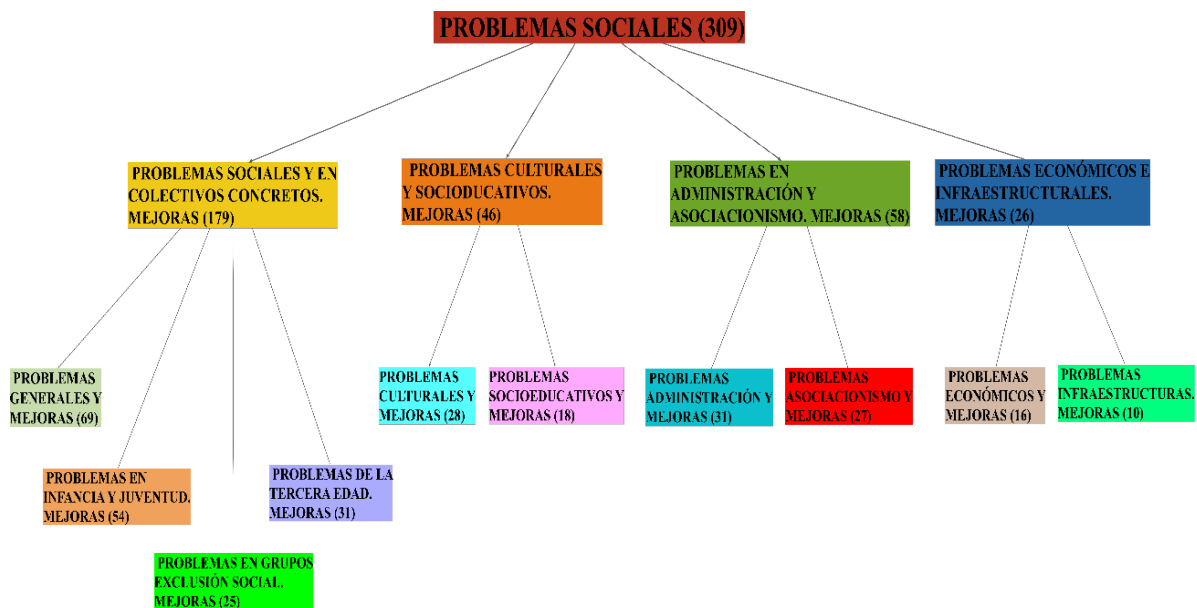 PROBLEMAS SOCIALES (309)
PROBLEMAS SOCIALES Y EN
COLECTIVOS CONCRETOS.
MEJORAS (179)
PROBLEMAS CULTURALES
Y SOCIODUCATIVOS.
MEJORAS (46)
PROBLEMAS EN
ADMINISTRACIÓN Y
ASOCIACIONISMO. MEJORAS (58)
PROBLEMAS ECONÓMICOS E
INFRAESTRUCTURALES.
MEJORAS (26)
PROBLEMAS
GENERALES Y
MEJORAS (69)
PROBLEMAS EN
INFANCIA Y JUVENTUD.
MEJORAS (54)
PROBLEMAS EN GRUPOS
EXCLUSIÓN SOCIAL.
MEJORAS (25)
PROBLEMAS DE LA
TERCERA EDAD.
MEJORAS (31)
PROBLEMAS
CULTURALES Y
MEJORAS (28)
PROBLEMAS
SOCIOEDUCATIVOS Y
MEJORAS (18)
PROBLEMAS
ADMINISTRACIÓN Y
MEJORAS (31)
PROBLEMAS
ASOCIACIONISMO Y
MEJORAS (27)
PROBLEMAS
ECONÓMICOS Y
MEJORAS (16)
PROBLEMAS
INFRAESTRUCTURAS.
MEJORAS (10)